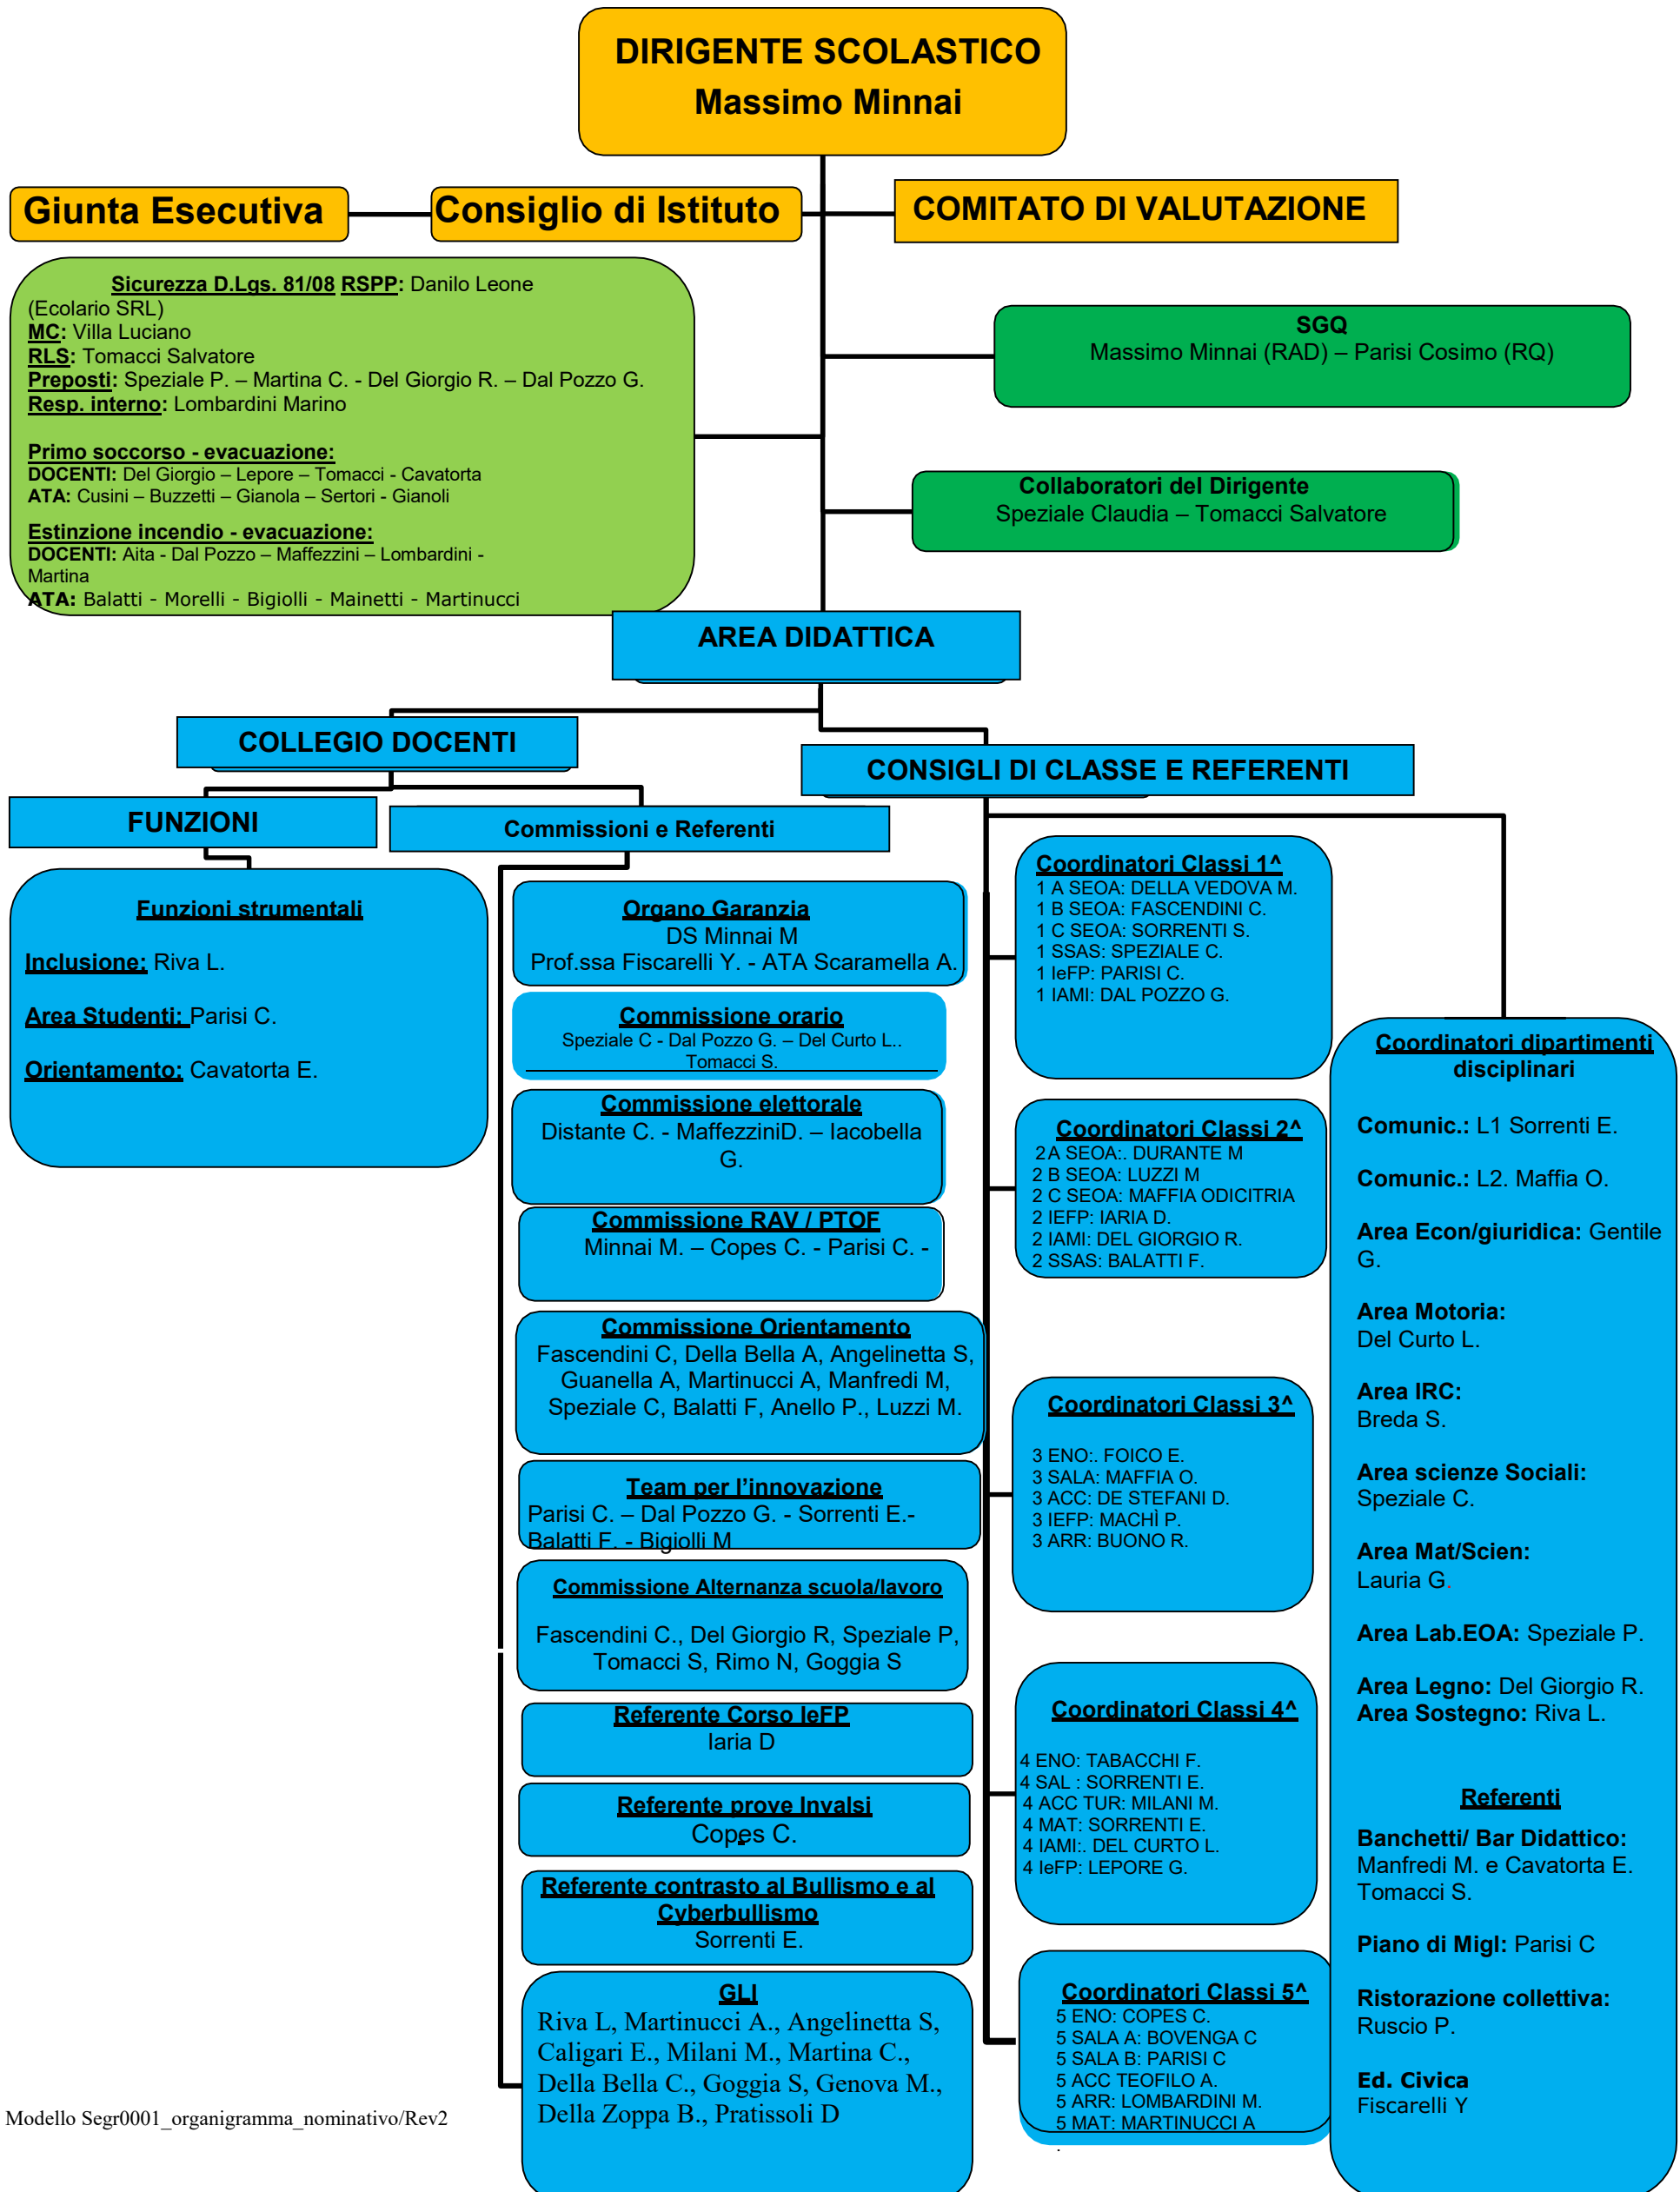 DIRIGENTE SCOLASTICO
Massimo Minnai
Giunta Esecutiva
Consiglio di Istituto
COMITATO DI VALUTAZIONE
Sicurezza D.Lgs. 81/08 RSPP: Danilo Leone
(Ecolario SRL)
MC: Villa Luciano
RLS: Tomacci Salvatore
Preposti: Speziale P. – Martina C. - Del Giorgio R. – Dal Pozzo G.
Resp. interno: Lombardini Marino
Primo soccorso - evacuazione:
DOCENTI: Del Giorgio – Lepore – Tomacci - Cavatorta
ATA: Cusini – Buzzetti – Gianola – Sertori - Gianoli
Estinzione incendio - evacuazione:
DOCENTI: Aita - Dal Pozzo – Maffezzini – Lombardini -
Martina
ATA: Balatti - Morelli - Bigiolli - Mainetti - Martinucci
SGQ
Massimo Minnai (RAD) – Parisi Cosimo (RQ)
Collaboratori del Dirigente
Speziale Claudia – Tomacci Salvatore
AREA DIDATTICA
COLLEGIO DOCENTI
CONSIGLI DI CLASSE E REFERENTI
FUNZIONI
Commissioni e Referenti
Funzioni strumentali
Inclusione: Riva L.
Area Studenti: Parisi C.
Orientamento: Cavatorta E.
Organo Garanzia
DS Minnai M
Prof.ssa Fiscarelli Y. - ATA Scaramella A.
Commissione orario
Speziale C - Dal Pozzo G. – Del Curto L..
Tomacci S.
Commissione elettorale
Distante C. - MaffezziniD. – Iacobella
G.
Commissione RAV / PTOF
Minnai M. – Copes C. - Parisi C. -
Commissione Orientamento
Fascendini C, Della Bella A, Angelinetta S,
Guanella A, Martinucci A, Manfredi M,
Speziale C, Balatti F, Anello P., Luzzi M.
Team per l'innovazione
Parisi C. – Dal Pozzo G. - Sorrenti E.-
Balatti F. - Bigiolli M
Commissione Alternanza scuola/lavoro
Fascendini C., Del Giorgio R, Speziale P,
Tomacci S, Rimo N, Goggia S
Referente Corso IeFP
Iaria D
Referente prove Invalsi
Copes C.
Referente contrasto al Bullismo e al
Cyberbullismo
Sorrenti E.
GLI
Riva L, Martinucci A., Angelinetta S,
Caligari E., Milani M., Martina C.,
Della Bella C., Goggia S, Genova M.,
Della Zoppa B., Pratissoli D
Coordinatori Classi 1^
1 A SEOA: DELLA VEDOVA M.
1 B SEOA: FASCENDINI C.
1 C SEOA: SORRENTI S.
1 SSAS: SPEZIALE C.
1 IeFP: PARISI C.
1 IAMI: DAL POZZO G.
Coordinatori Classi 2^
2A SEOA:. DURANTE M
2 B SEOA: LUZZI M
2 C SEOA: MAFFIA ODICITRIA
2 IEFP: IARIA D.
2 IAMI: DEL GIORGIO R.
2 SSAS: BALATTI F.
Coordinatori Classi 3^
3 ENO:. FOICO E.
3 SALA: MAFFIA O.
3 ACC: DE STEFANI D.
3 IEFP: MACHÌ P.
3 ARR: BUONO R.
Coordinatori Classi 4^
4 ENO: TABACCHI F.
4 SAL : SORRENTI E.
4 ACC TUR: MILANI M.
4 MAT: SORRENTI E.
4 IAMI:. DEL CURTO L.
4 IeFP: LEPORE G.
Coordinatori Classi 5^
5 ENO: COPES C.
5 SALA A: BOVENGA C
5 SALA B: PARISI C
5 ACC TEOFILO A.
5 ARR: LOMBARDINI M.
5 MAT: MARTINUCCI A
.
Coordinatori dipartimenti
disciplinari
Comunic.: L1 Sorrenti E.
Comunic.: L2. Maffia O.
Area Econ/giuridica: Gentile
G.
Area Motoria:
Del Curto L.
Area IRC:
Breda S.
Area scienze Sociali:
Speziale C.
Area Mat/Scien:
Lauria G.
Area Lab.EOA: Speziale P.
Area Legno: Del Giorgio R.
Area Sostegno: Riva L.
Referenti
Banchetti/ Bar Didattico:
Manfredi M. e Cavatorta E.
Tomacci S.
Piano di Migl: Parisi C
Ristorazione collettiva:
Ruscio P.
Ed. Civica
Fiscarelli Y
Modello Segr0001_organigramma_nominativo/Rev2